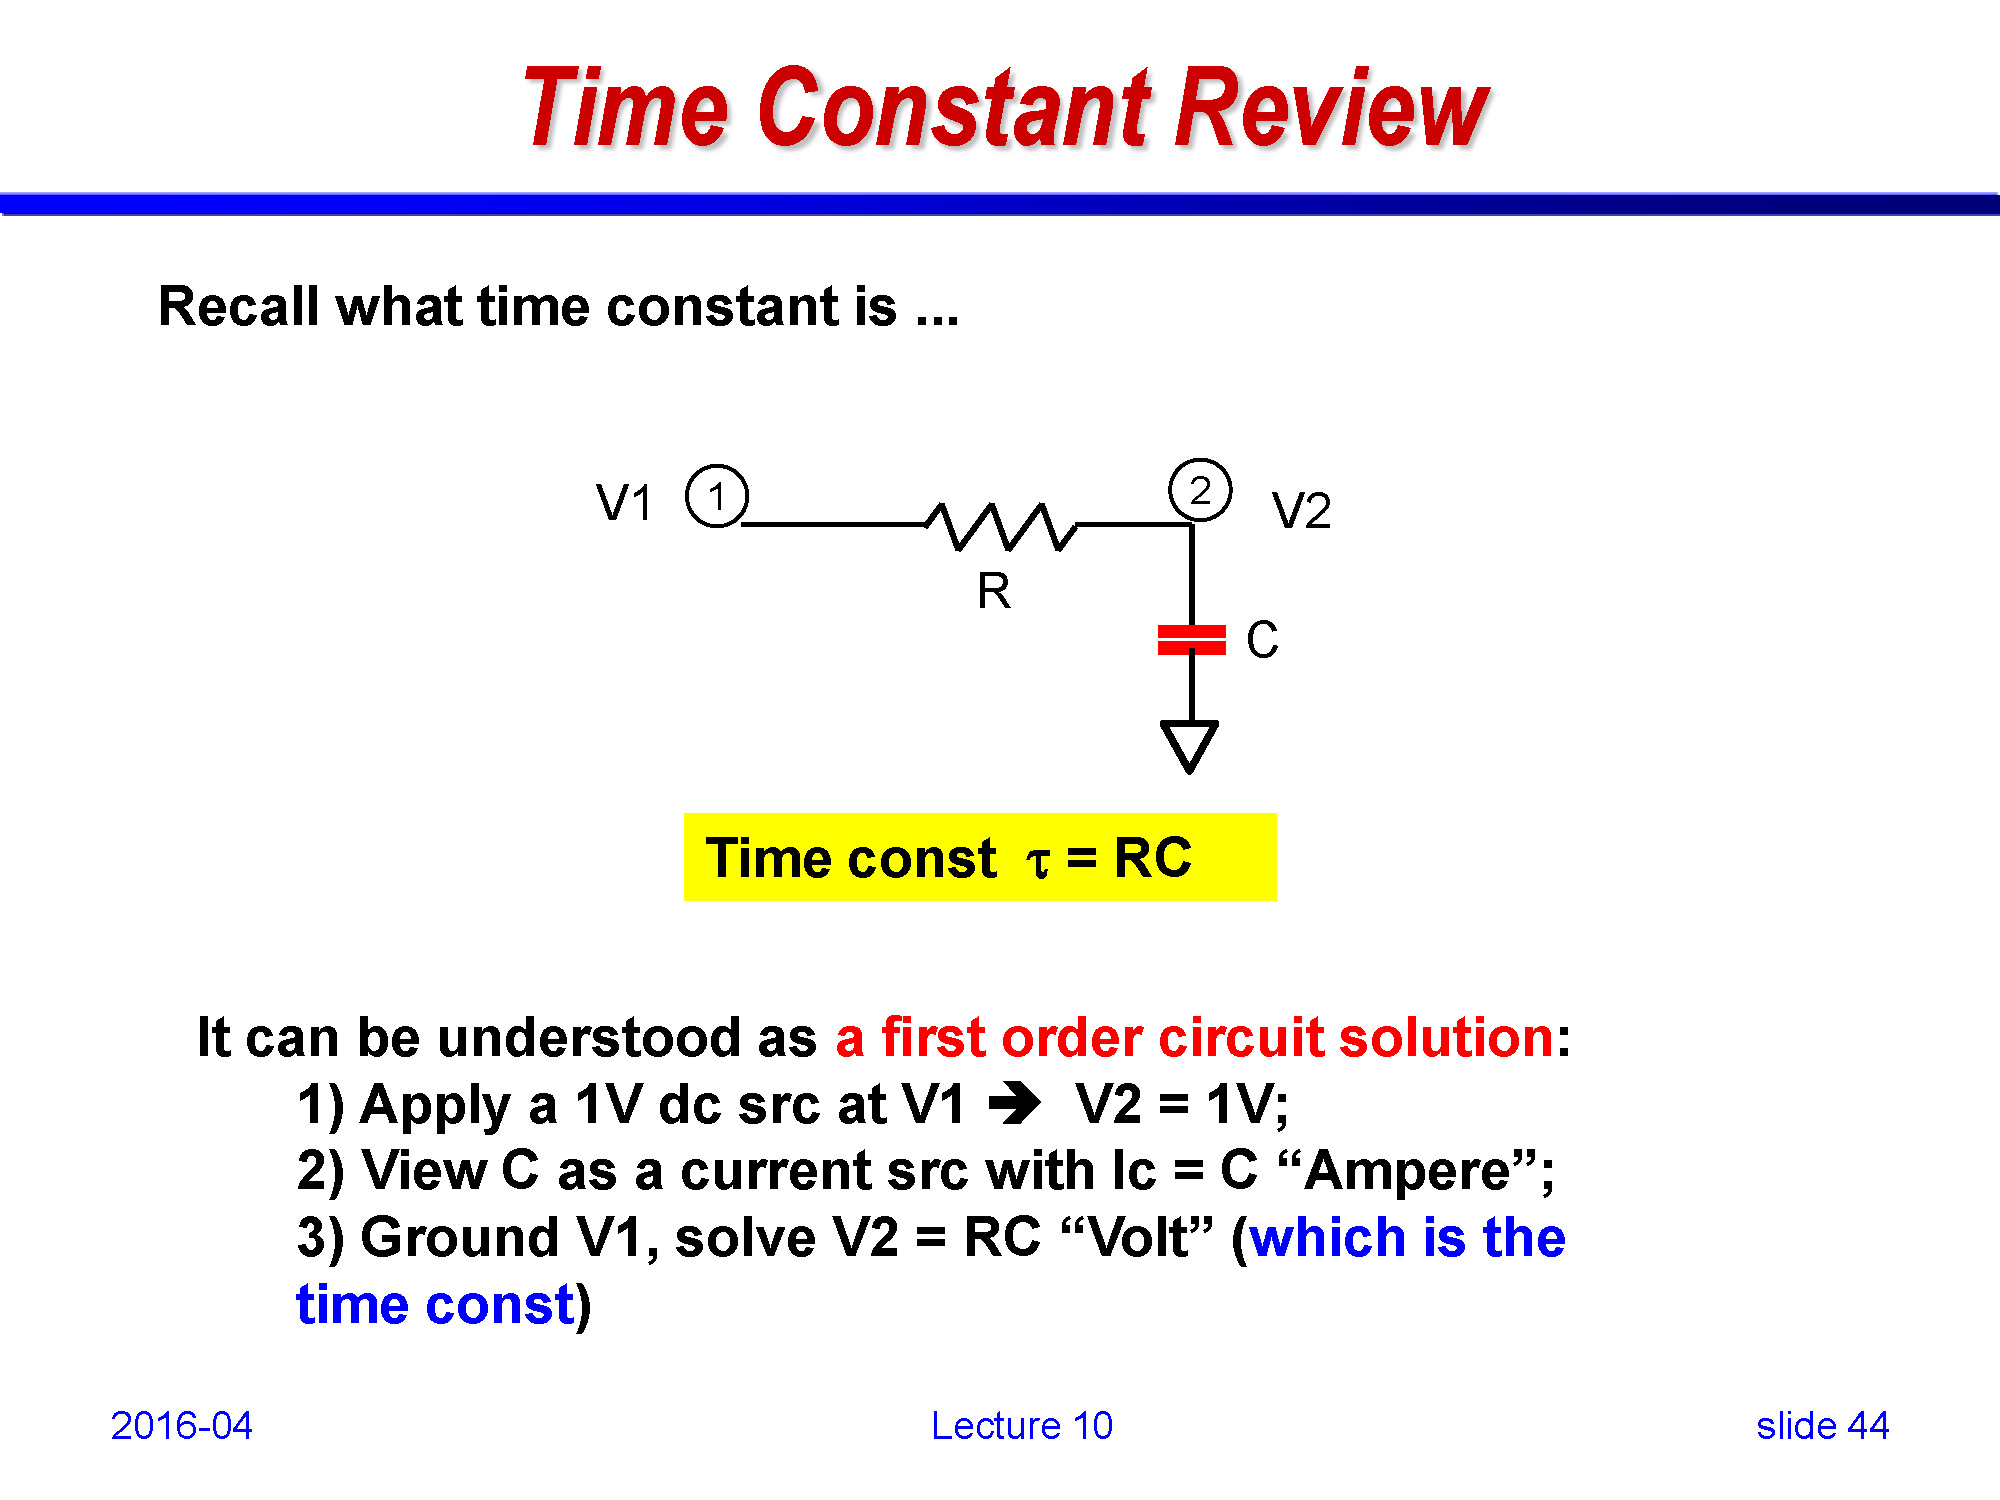 Time Constant Review
Recall what time constant is ...
V1 1 2 V2
R
C
Time const τ = RC
It can be understood as a first order circuit solution:
1) Apply a 1V dc src at V1 ➔ V2 = 1V;
2) View C as a current src with Ic = C “Ampere”;
3) Ground V1, solve V2 = RC “Volt” (which is the
time const)
2016-04 Lecture 10 slide 44